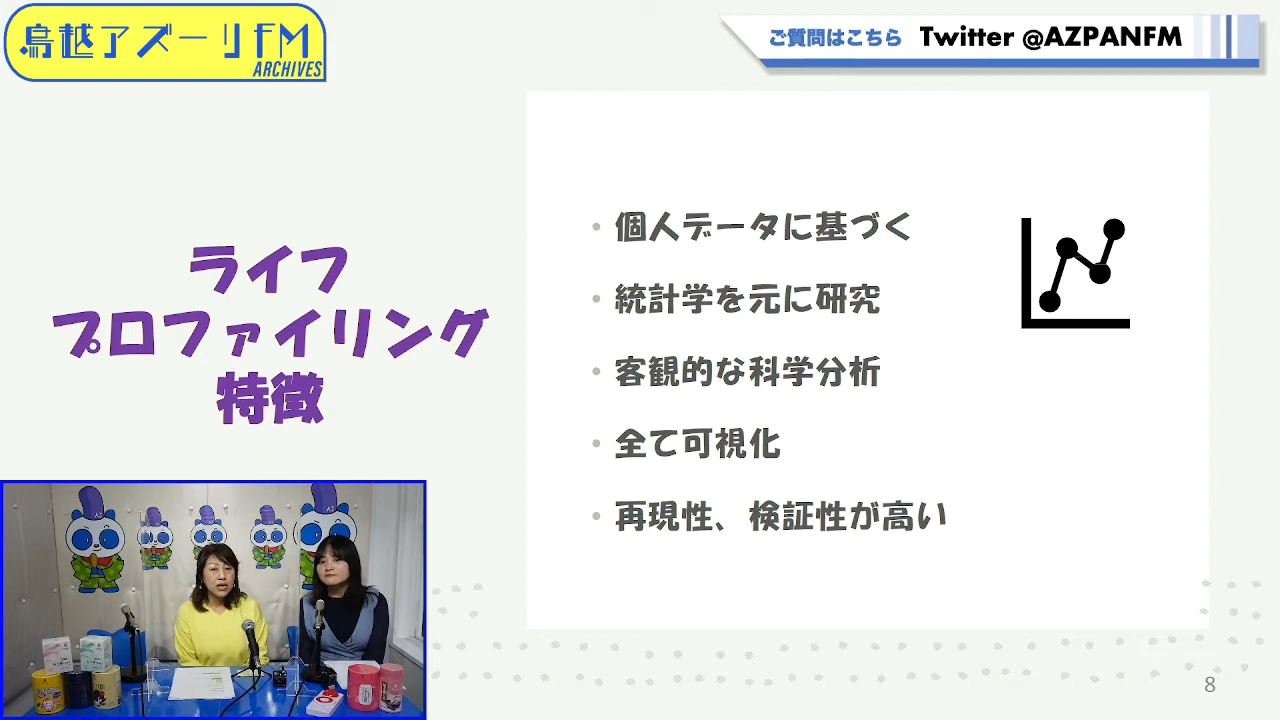 鳥越アズーリFM
ARCHIVES
ご質問はこちら Twitter @AZPANFM
ライフ
プロファイリング
特徴
• 個人データに基づく
• 統計学を元に研究
• 客観的な科学分析
• 全て可視化
• 再現性、検証性が高い
8